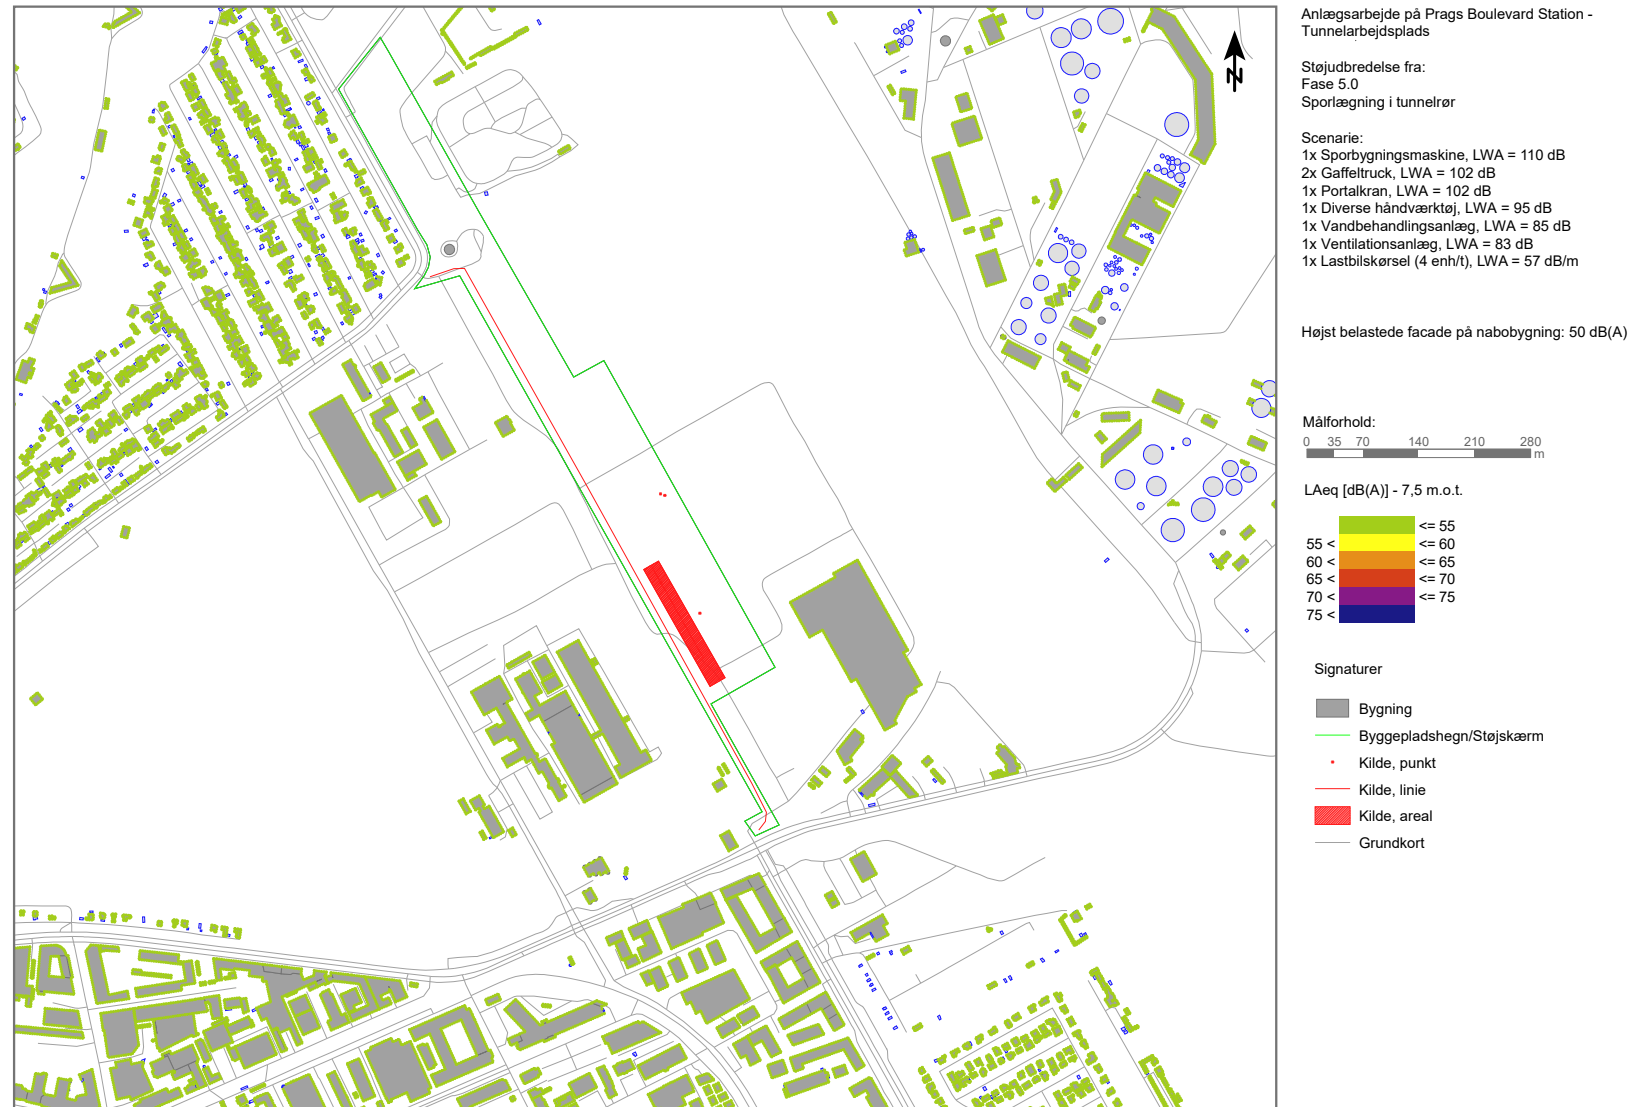 Anlægsarbejde på Prags Boulevard Station -
Tunnelarbejdsplads
Støjudbredelse fra:
Fase 5.0
Sporlægning i tunnelrør
Scenarie:
1x Sporbygningsmaskine, LWA = 110 dB
2x Gaffeltruck, LWA = 102 dB
1x Portalkran, LWA = 102 dB
1x Diverse håndværktøj, LWA = 95 dB
1x Vandbehandlingsanlæg, LWA = 85 dB
1x Ventilationsanlæg, LWA = 83 dB
1x Lastbilskørsel (4 enh/t), LWA = 57 dB/m
Højst belastede facade på nabobygning: 50 dB(A)
Målforhold:
0 35 70 140 210 280
m
LAeq [dB(A)] - 7,5 m.o.t.
<= 55
55 < <= 60
60 < <= 65
65 < <= 70
70 < <= 75
75 <
Signaturer
Bygning
Byggepladshegn/Støjskærm
Kilde, punkt
Kilde, linie
Kilde, areal
Grundkort
N